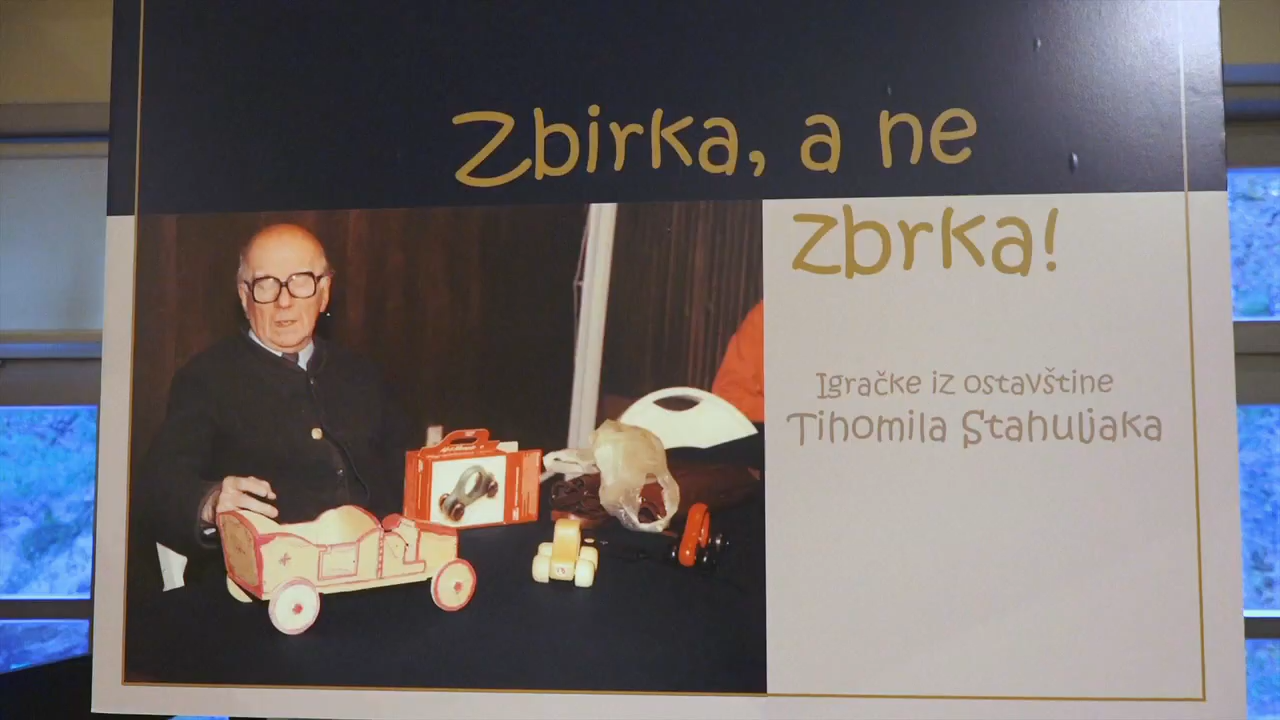 Zbirka, a ne
zbrka!
Igračke iz ostavštine
Tihomila Stahuljaka